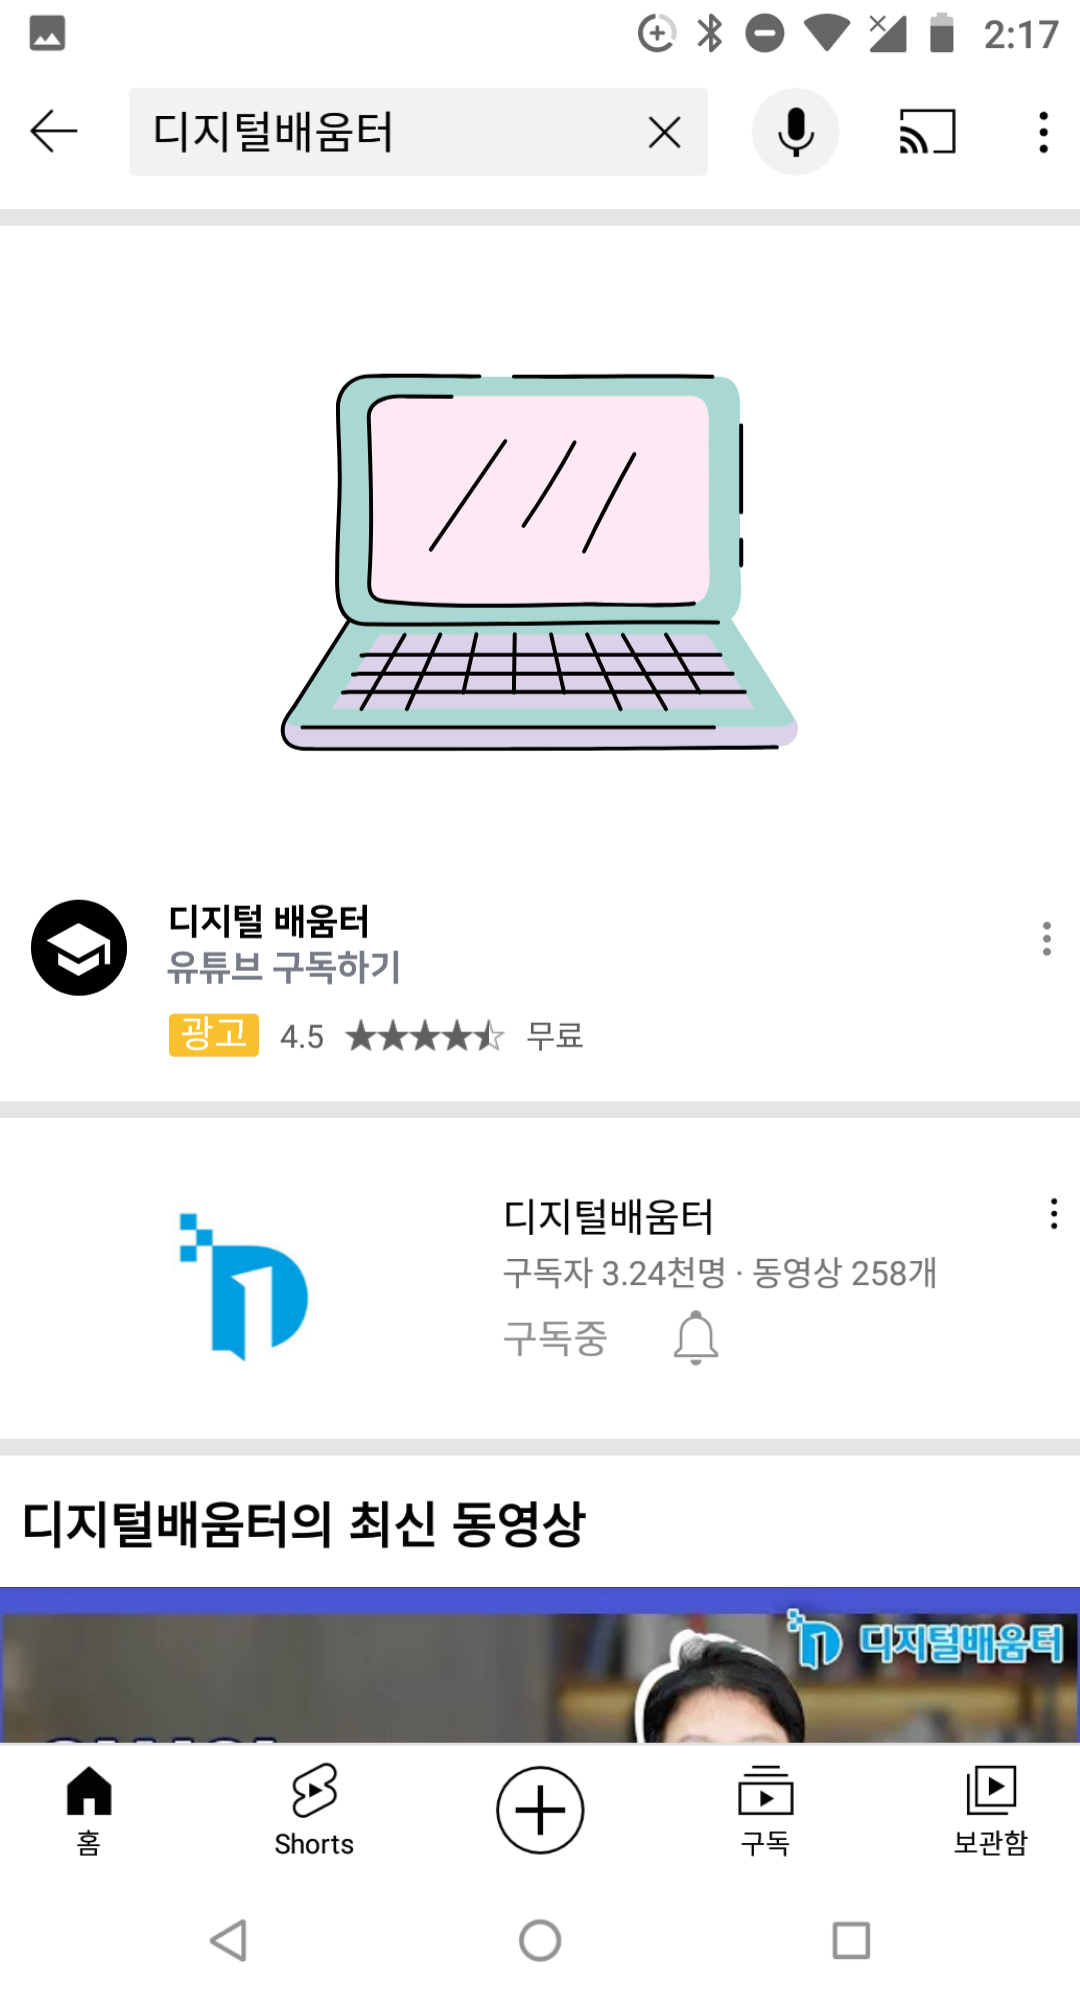 2:17
디지털배움터
디지털 배움터
유튜브 구독하기
광고 4.5 무료
디지털배움터
구독자 3.24천명 · 동영상 258개
구독중
디지털배움터의 최신 동영상
디지털배움터
홈 Shorts 구독 보관함